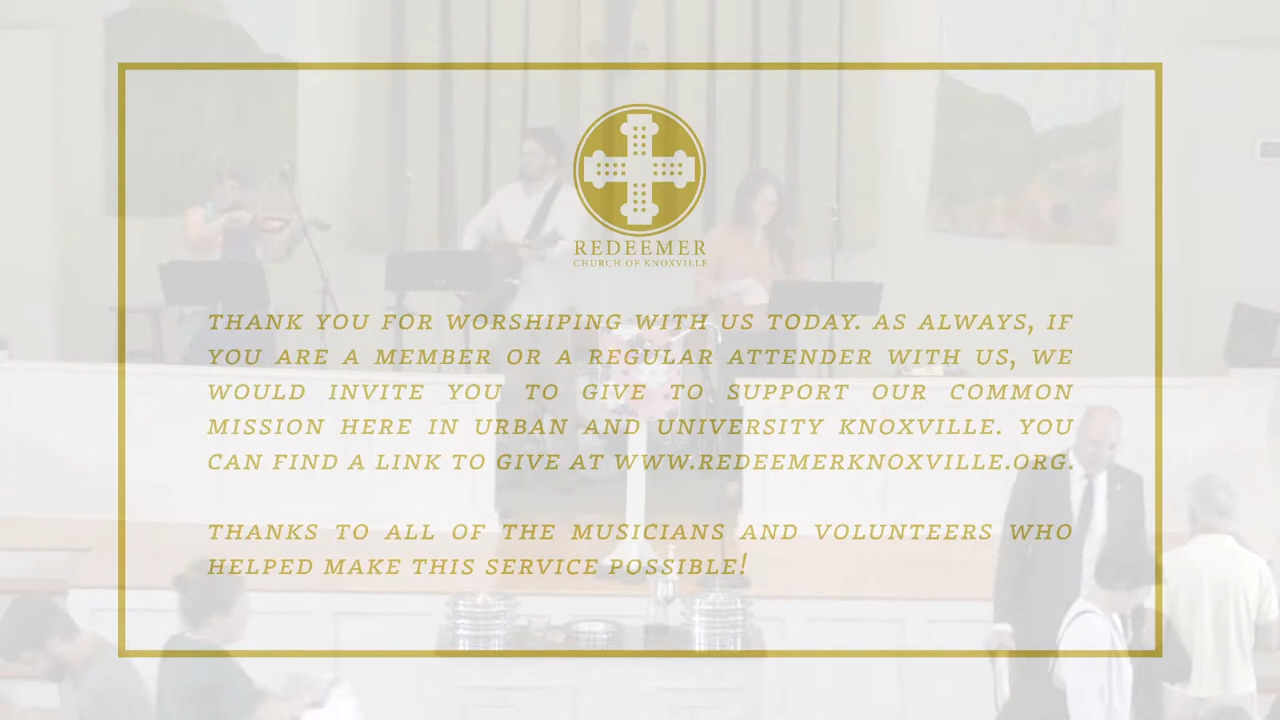 REDEEMER
CHURCH OF KNOXVILLE
THANK YOU FOR WORSHIPING WITH US TODAY. AS ALWAYS, IF
YOU ARE A MEMBER OR A REGULAR ATTENDER WITH US, WE
WOULD INVITE YOU TO GIVE TO SUPPORT OUR COMMON
MISSION HERE IN URBAN AND UNIVERSITY KNOXVILLE. YOU
CAN FIND A LINK TO GIVE AT WWW.REDEEMERKNOXVILLE.ORG.
THANKS TO ALL OF THE MUSICIANS AND VOLUNTEERS WHO
HELPED MAKE THIS SERVICE POSSIBLE!